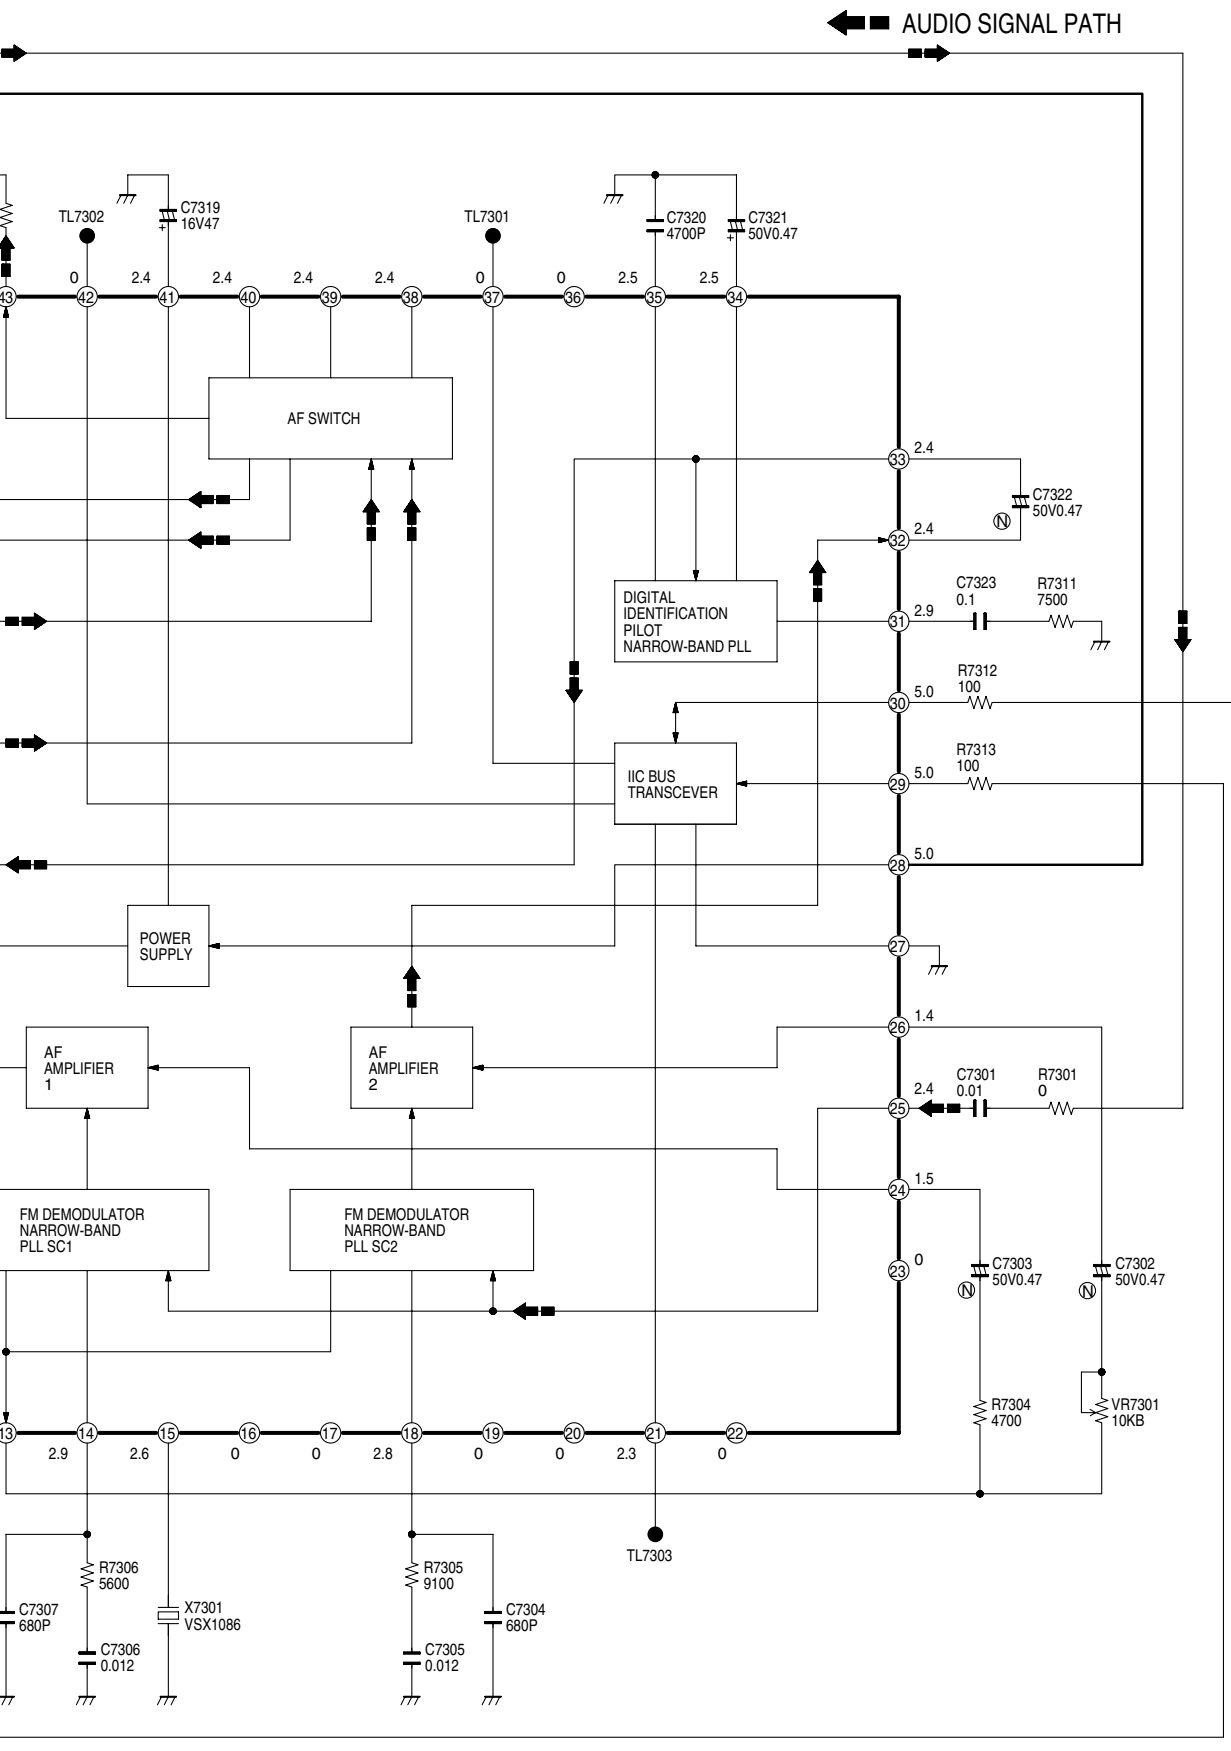 AUDIO SIGNAL PATH
C7319
16V47
TL7302
TL7301
C7320
4700P
C7321
50V0.47
0
2.4
2.4
2.4
2.4
0
0
2.5
2.5
43
42
41
40
39
38
37
36
35
34
AF SWITCH
33
2.4
C7322
50V0.47
N
32
2.4
DIGITAL
IDENTIFICATION
PILOT
NARROW-BAND PLL
31
2.9
C7323
0.1
R7311
7500
R7312
100
30
5.0
R7313
100
IIC BUS
TRANSCEVER
29
5.0
28
5.0
POWER
SUPPLY
27
26
1.4
AF
AMPLIFIER
1
AF
AMPLIFIER
2
C7301
0.01
R7301
0
25
2.4
24
1.5
FM DEMODULATOR
NARROW-BAND
PLL SC1
FM DEMODULATOR
NARROW-BAND
PLL SC2
23
0
C7303
50V0.47
N
C7302
50V0.47
N
R7304
4700
VR7301
10KB
13
14
15
16
17
18
19
20
21
22
2.9
2.6
0
0
2.8
0
0
2.3
0
TL7303
R7306
5600
R7305
9100
C7307
680P
X7301
VSX1086
C7304
680P
C7306
0.012
C7305
0.012